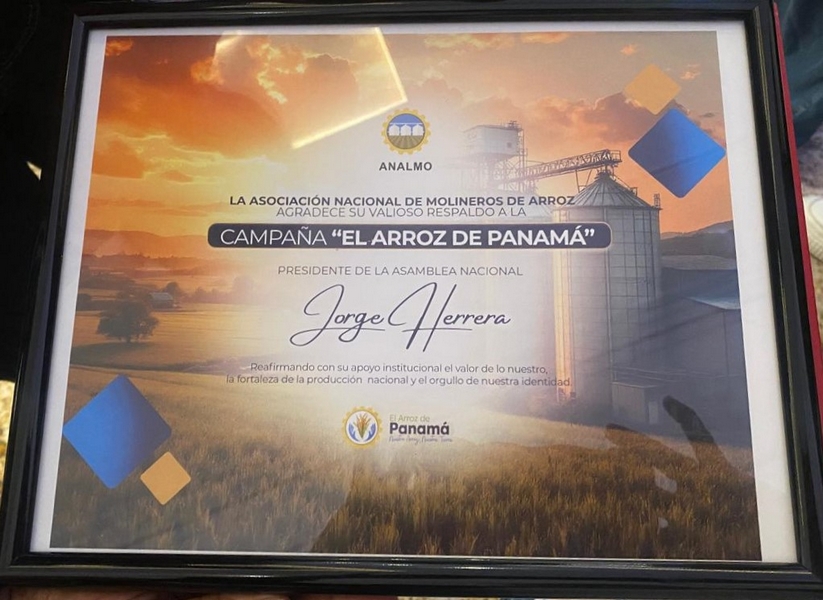 ANALMO
LA ASOCIACIÓN NACIONAL DE MOLINEROS DE ARROZ
AGRADECE SU VALIOSO RESPALDO A LA
CAMPAÑA “EL ARROZ DE PANAMÁ”
PRESIDENTE DE LA ASAMBLEA NACIONAL
Jorge Herrera
Reafirmando con su apoyo institucional el valor de lo nuestro,
la fortaleza de la producción nacional y el orgullo de nuestra identidad.
El Arroz de
Panamá